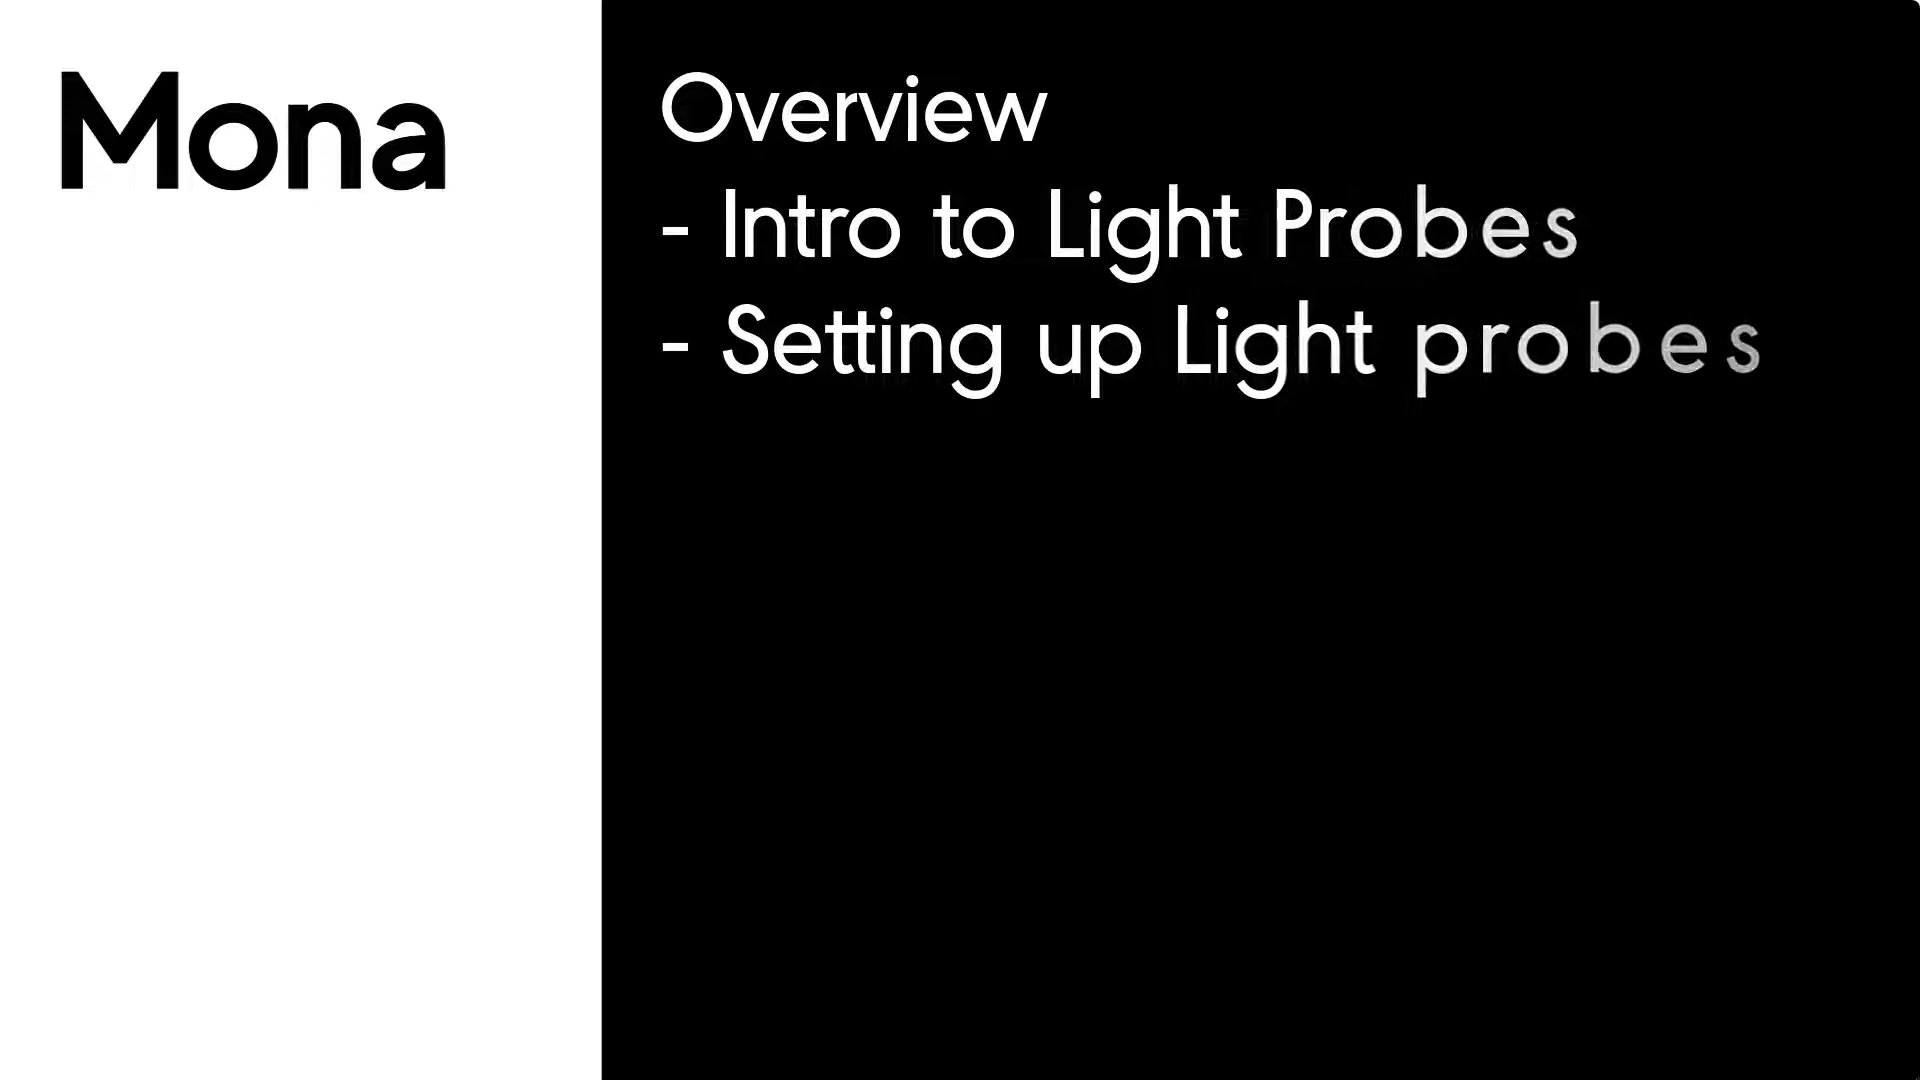 Mona
Overview
- Intro to Light Probes
- Setting up Light probes